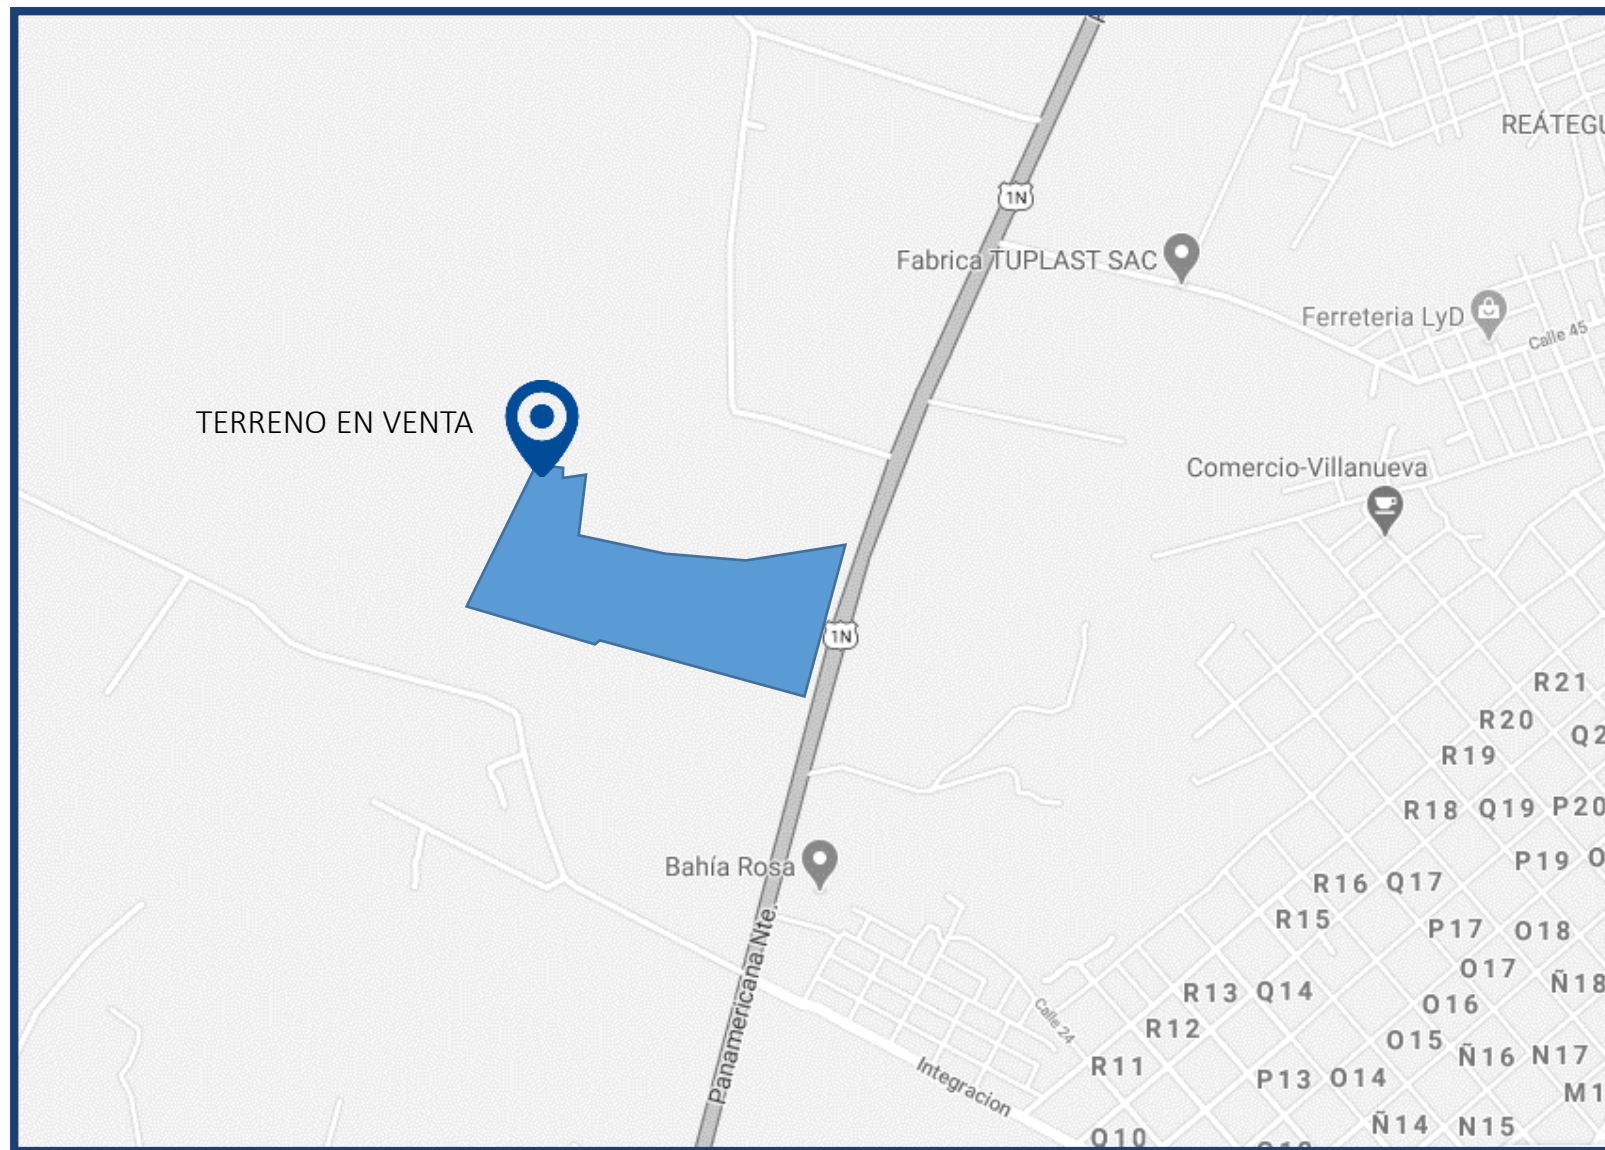 REÁTEGU
1N
Fabrica TUPLAST SAC
Ferreteria LyD
Calle 45
TERRENO EN VENTA
Comercio-Villanueva
1N
R21
R20
Q2
R19
R18 Q19 P20
Bahía Rosa
P19 O
R16 Q17
R15
P17 O18
O17
Ñ18
Panamericana Nte.
R13 Q14
O16
Calle 24
R12
O15
Ñ16 N17
R11
Integracion
P13 O14
M1
Ñ14 N15
Q10